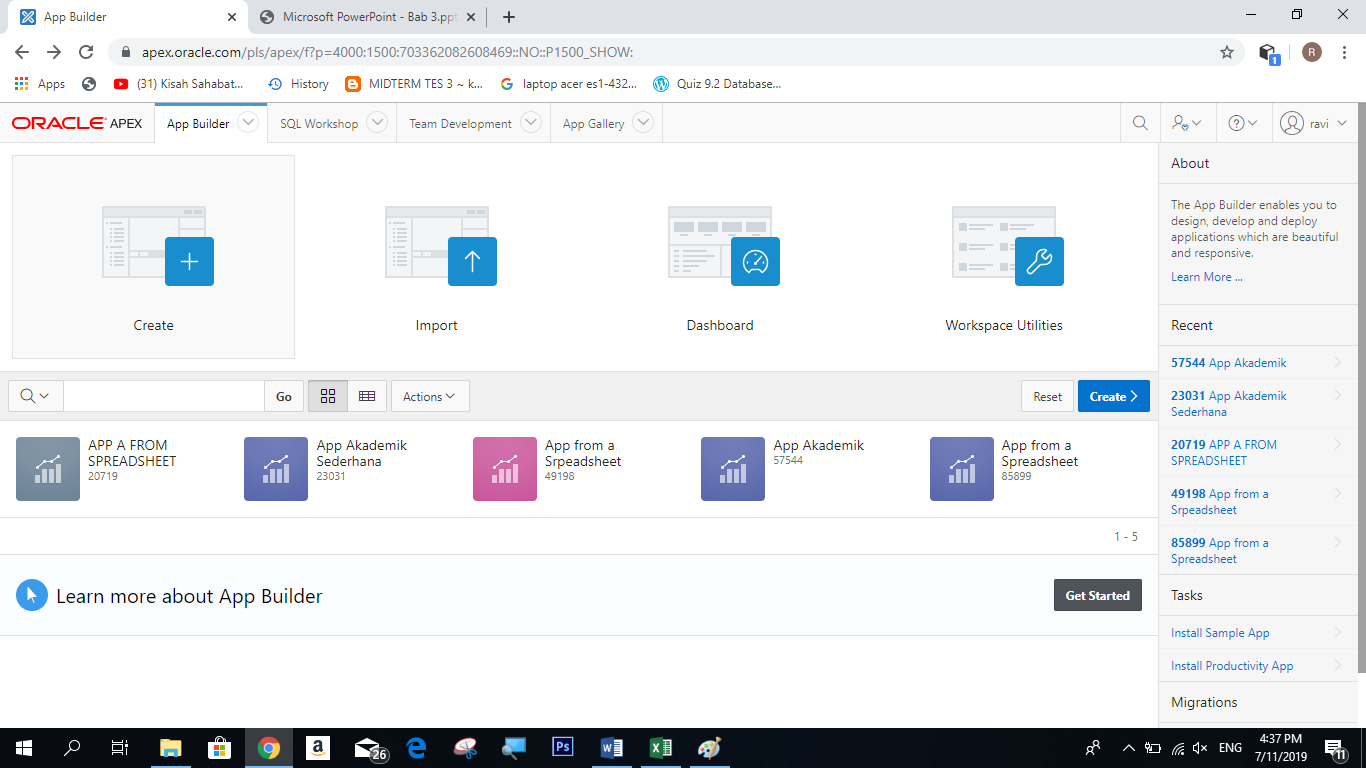 App Builder
Microsoft PowerPoint - Bab 3.ppt
apex.oracle.com/pls/apex/f?p=4000:1500:703362082608469::NO::P1500_SHOW:
R
1
Apps
(31) Kisah Sahabat...
History
MIDTERM TES 3 ~ k...
laptop acer es1-432...
Quiz 9.2 Database...
ORACLE APEX
App Builder
SQL Workshop
Team Development
App Gallery
ravi
Create
Import
Dashboard
Workspace Utilities
Go
Actions
Reset
Create
APP A FROM
SPREADSHEET
20719
App Akademik
Sederhana
23031
App from a
Srpeadsheet
49198
App Akademik
57544
App from a
Spreadsheet
85899
1 - 5
Learn more about App Builder
Get Started
About
The App Builder enables you to
design, develop and deploy
applications which are beautiful
and responsive.
Learn More ...
Recent
57544 App Akademik
23031 App Akademik
Sederhana
20719 APP A FROM
SPREADSHEET
49198 App from a
Srpeadsheet
85899 App from a
Spreadsheet
Tasks
Install Sample App
Install Productivity App
Migrations
a
26
Ps
ENG
4:37 PM
7/11/2019
11